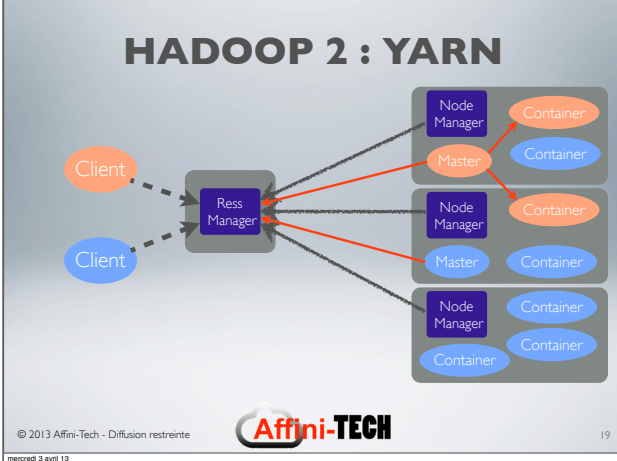 HADOOP 2 : YARN
Client
Client
Ress
Manager
Node
Manager
Container
Master
Container
Node
Manager
Container
Master
Container
Node
Manager
Container
Container
Container
© 2013 Affini-Tech - Diffusion restreinte
Affini-TECH
19
mercredi 3 avril 13